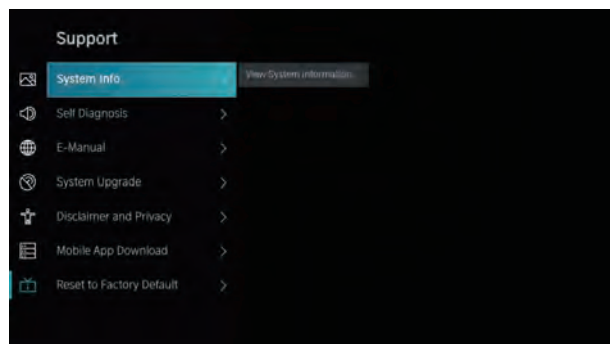 Support
System Info
View System information.
Self Diagnosis
E-Manual
System Upgrade
Disclaimer and Privacy
Mobile App Download
Reset to Factory Default